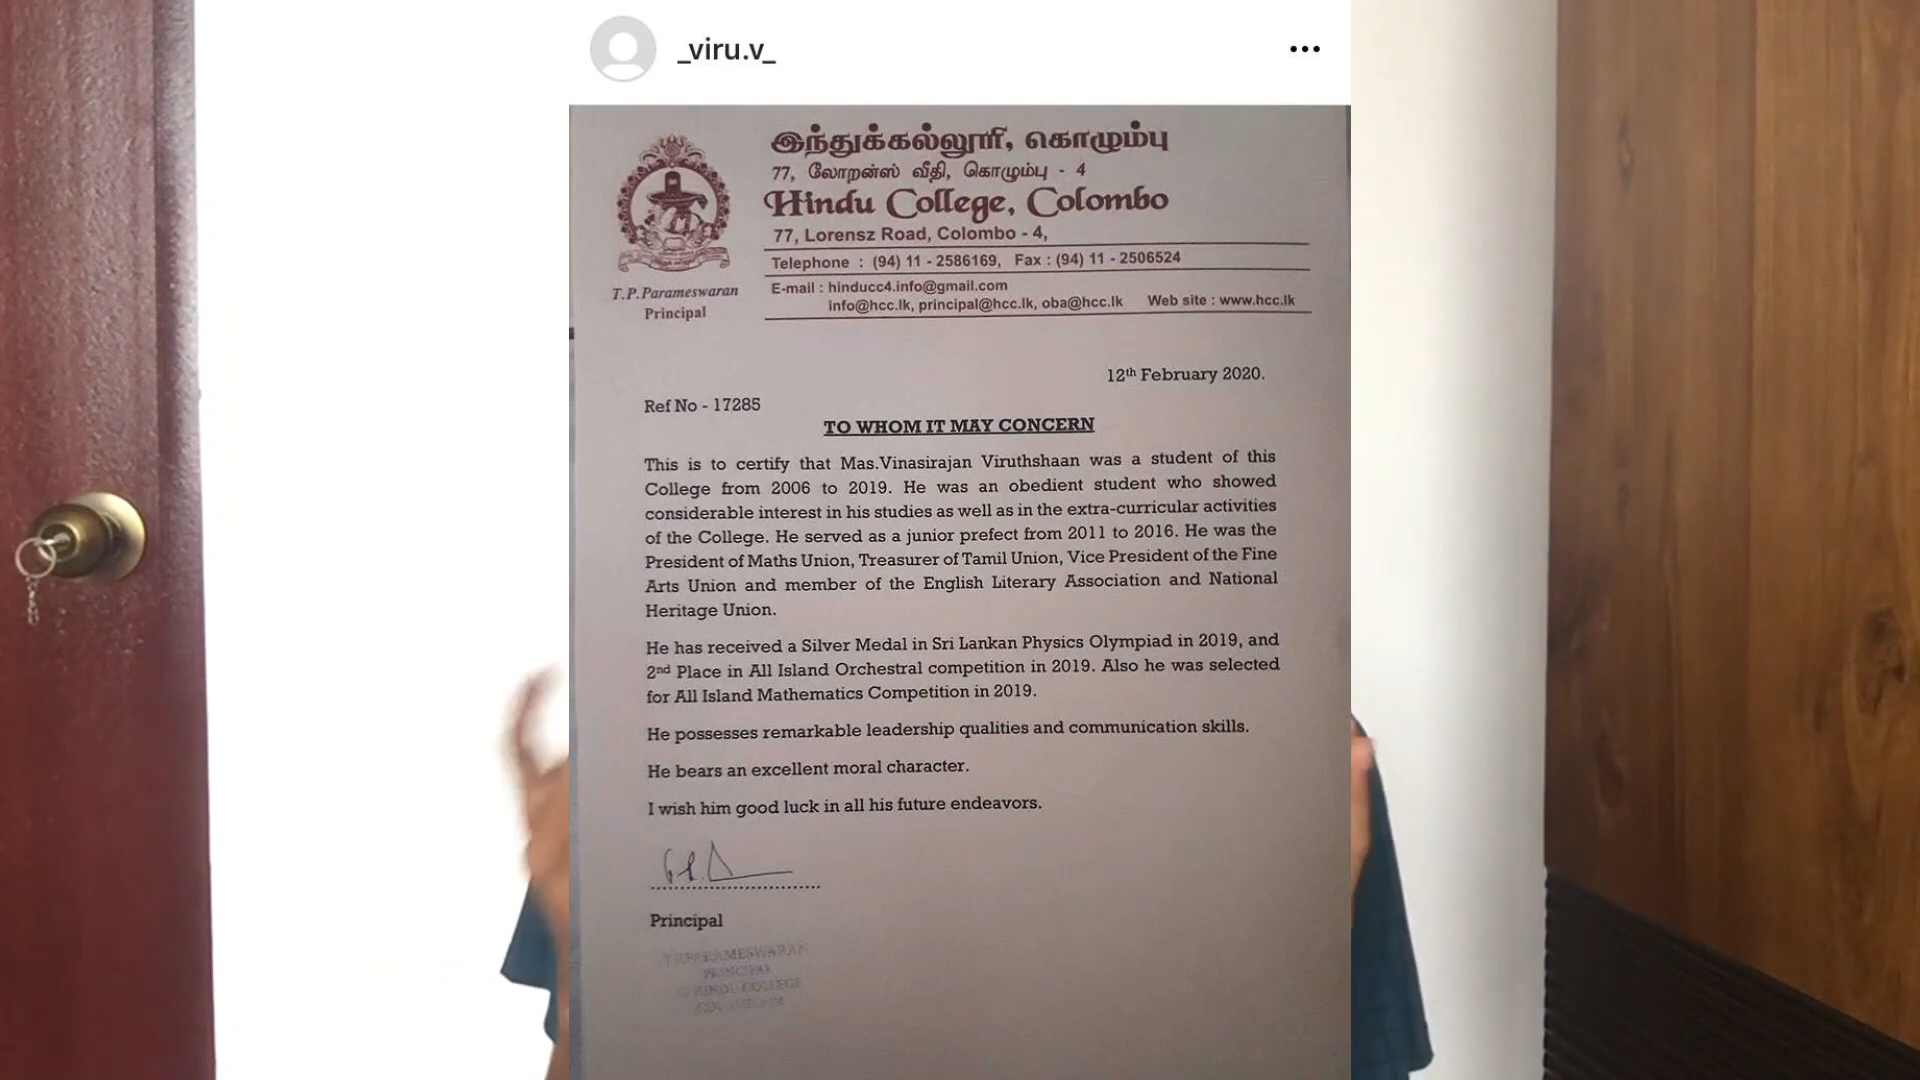 _viru.v_
இந்துக்கல்லூரி, கொழும்பு
77, லோறன்ஸ் வீதி, கொழும்பு - 4
Hindu College, Colombo
77, Lorensz Road, Colombo - 4,
Telephone : (94) 11 - 2586169, Fax : (94) 11 - 2506524
E-mail : hinducc4.info@gmail.com
info@hcc.lk, principal@hcc.lk, oba@hcc.lk Web site : www.hcc.lk
T.P.Parameswaran
Principal
12th February 2020.
Ref No - 17285
TO WHOM IT MAY CONCERN
This is to certify that Mas.Vinasirajan Viruthshaan was a student of this
College from 2006 to 2019. He was an obedient student who showed
considerable interest in his studies as well as in the extra-curricular activities
of the College. He served as a junior prefect from 2011 to 2016. He was the
President of Maths Union, Treasurer of Tamil Union, Vice President of the Fine
Arts Union and member of the English Literary Association and National
Heritage Union.
He has received a Silver Medal in Sri Lankan Physics Olympiad in 2019, and
2nd Place in All Island Orchestral competition in 2019. Also he was selected
for All Island Mathematics Competition in 2019.
He possesses remarkable leadership qualities and communication skills.
He bears an excellent moral character.
I wish him good luck in all his future endeavors.
Principal
T.P.PARAMESWARAN
PRINCIPAL
HINDU COLLEGE